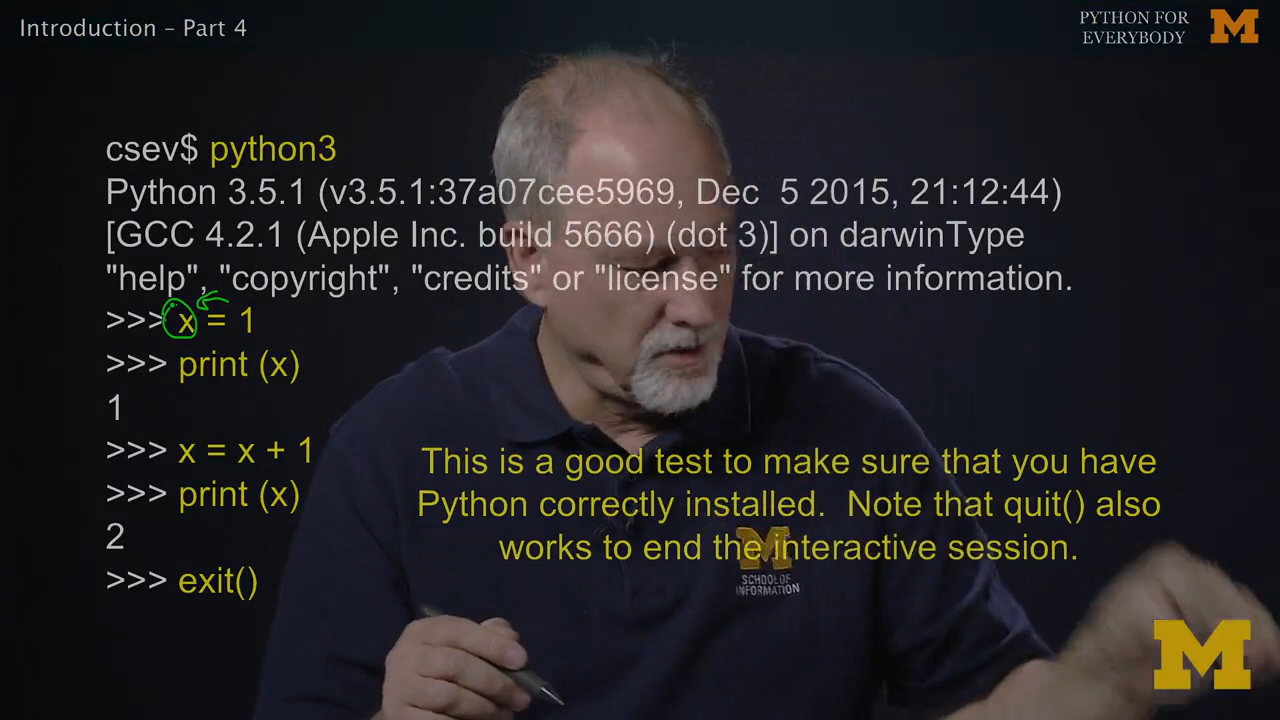 Introduction – Part 4
PYTHON FOR
EVERYBODY
M
csev$ python3
Python 3.5.1 (v3.5.1:37a07cee5969, Dec  5 2015, 21:12:44)
[GCC 4.2.1 (Apple Inc. build 5666) (dot 3)] on darwinType
"help", "copyright", "credits" or "license" for more information.
>>> x = 1
>>> print (x)
1
>>> x = x + 1
>>> print (x)
2
>>> exit()
This is a good test to make sure that you have
Python correctly installed.  Note that quit() also
works to end the interactive session.
M
SCHOOL OF
INFORMATION
M